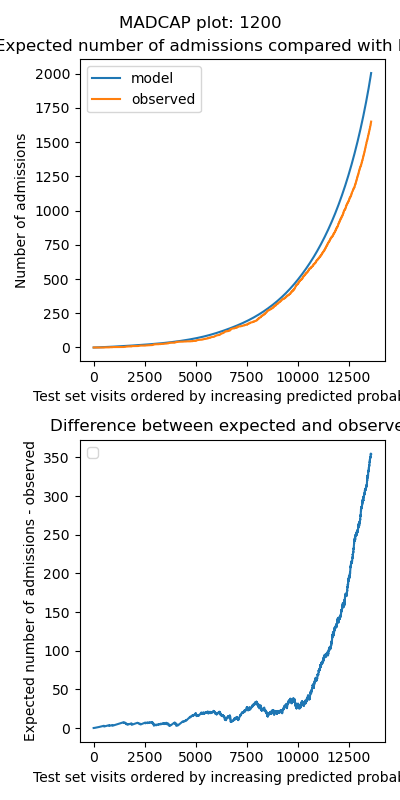 MADCAP plot: 1200
Expected number of admissions compared with
model
observed
2000
1750
1500
1250
1000
750
500
250
0
Number of admissions
0 2500 5000 7500 10000 12500
Test set visits ordered by increasing predicted
Difference between expected and
350
300
250
200
150
100
50
0
Expected number of admissions - observed
0 2500 5000 7500 10000 12500
Test set visits ordered by increasing predicted